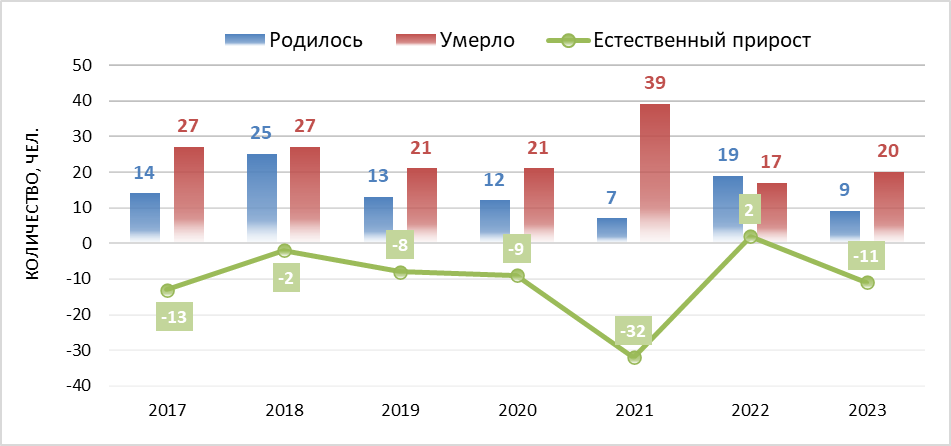 Родилось Умерло Естественный прирост
КОЛИЧЕСТВО, ЧЕЛ.
50
40
30
20
10
0
-10
-20
-30
-40
14 27 25 27 13 21 12 21 7 39 19 17 9 20
-13 -2 -8 -9 -32 2 -11
2017 2018 2019 2020 2021 2022 2023